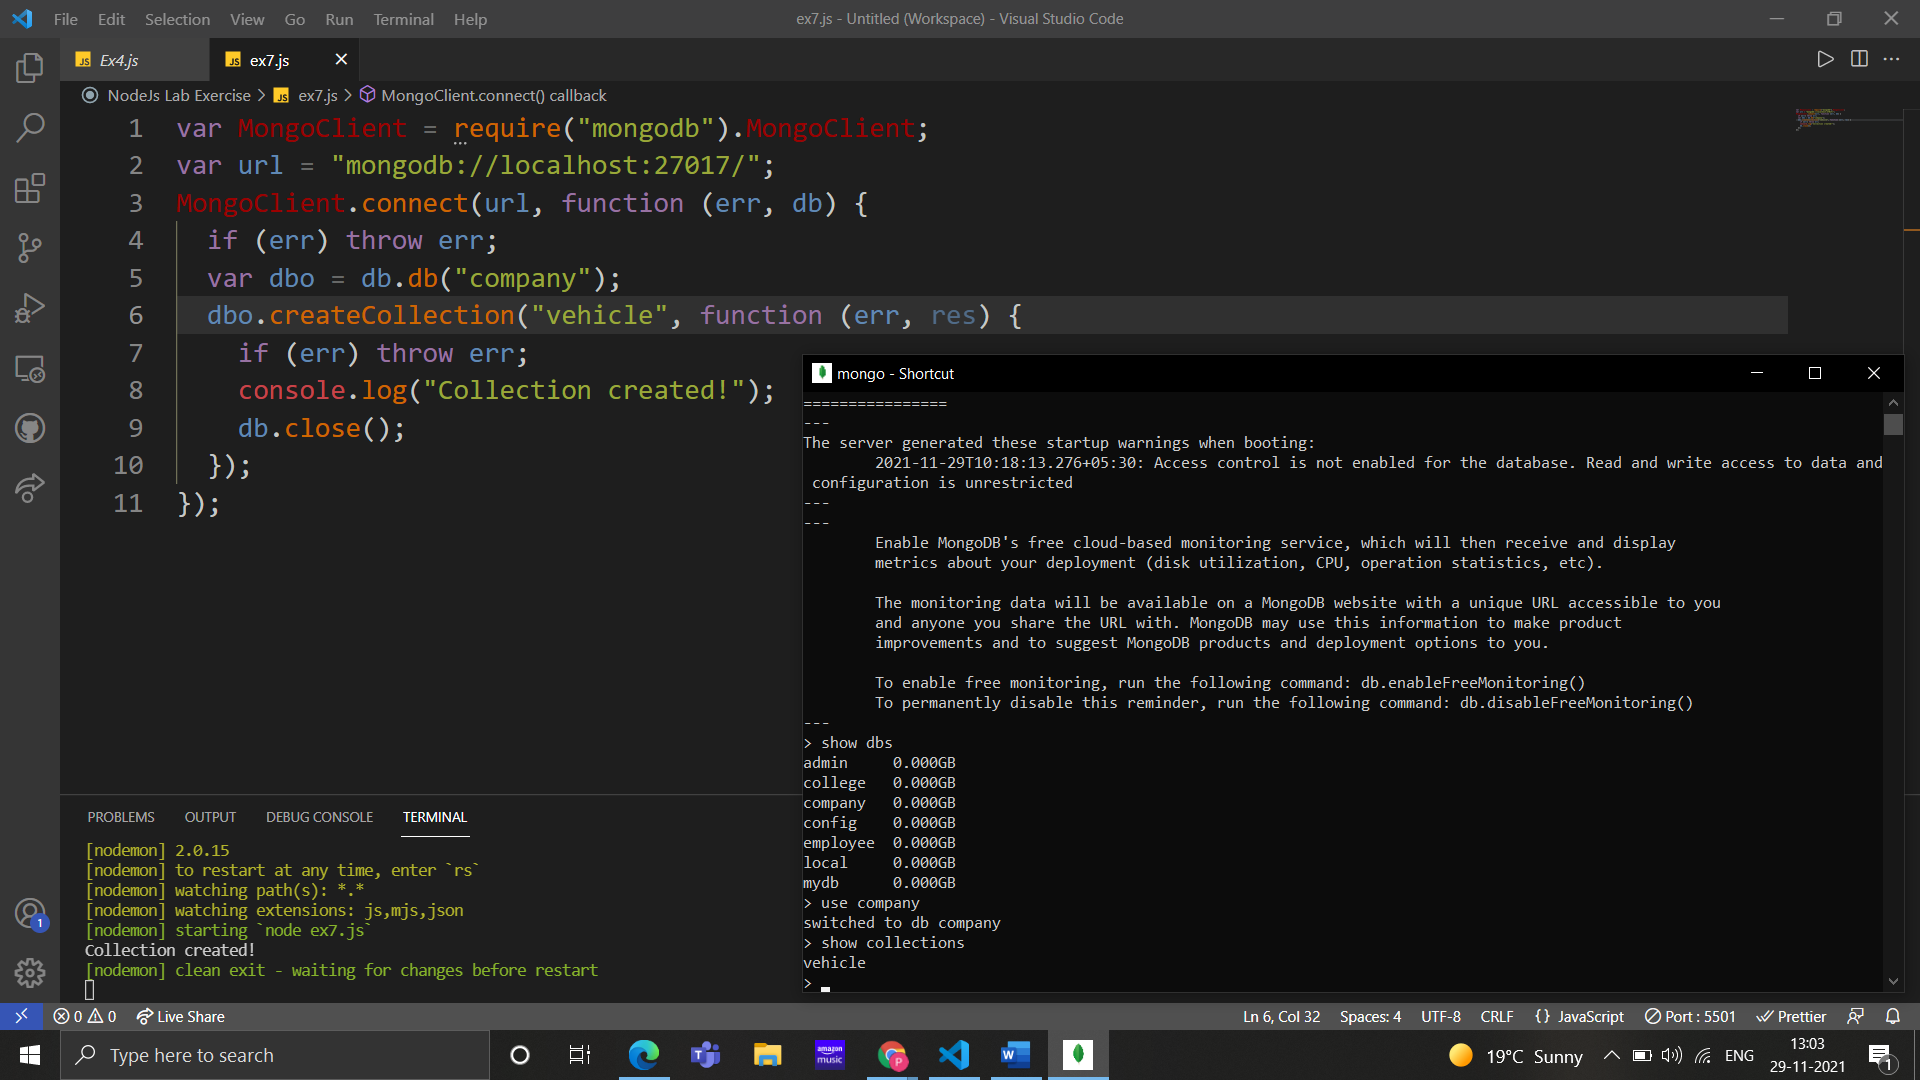 File Edit Selection View Go Run Terminal Help
ex7.js - Untitled (Workspace) - Visual Studio Code
JS Ex4.js JS ex7.js
NodeJs Lab Exercise > JS ex7.js > MongoClient.connect() callback
1 var MongoClient = require("mongodb").MongoClient;
2 var url = "mongodb://localhost:27017/";
3 MongoClient.connect(url, function (err, db) {
4 if (err) throw err;
5 var dbo = db.db("company");
6 dbo.createCollection("vehicle", function (err, res) {
7 if (err) throw err;
8 console.log("Collection created!");
9 db.close();
10 });
11 });
mongo - Shortcut
================
---
The server generated these startup warnings when booting:
2021-11-29T10:18:13.276+05:30: Access control is not enabled for the database. Read and write access to data and
configuration is unrestricted
---
---
Enable MongoDB's free cloud-based monitoring service, which will then receive and display
metrics about your deployment (disk utilization, CPU, operation statistics, etc).
The monitoring data will be available on a MongoDB website with a unique URL accessible to you
and anyone you share the URL with. MongoDB may use this information to make product
improvements and to suggest MongoDB products and deployment options to you.
To enable free monitoring, run the following command: db.enableFreeMonitoring()
To permanently disable this reminder, run the following command: db.disableFreeMonitoring()
---
> show dbs
admin 0.000GB
college 0.000GB
company 0.000GB
config 0.000GB
employee 0.000GB
local 0.000GB
mydb 0.000GB
> use company
switched to db company
> show collections
vehicle
>
PROBLEMS OUTPUT DEBUG CONSOLE TERMINAL
[nodemon] 2.0.15
[nodemon] to restart at any time, enter `rs`
[nodemon] watching path(s): *.*
[nodemon] watching extensions: js,mjs,json
[nodemon] starting `node ex7.js`
Collection created!
[nodemon] clean exit - waiting for changes before restart
1
0 0 Live Share
Ln 6, Col 32 Spaces: 4 UTF-8 CRLF {} JavaScript Port : 5501 Prettier
Type here to search
amazon music
19°C Sunny ENG 13:03
29-11-2021
1